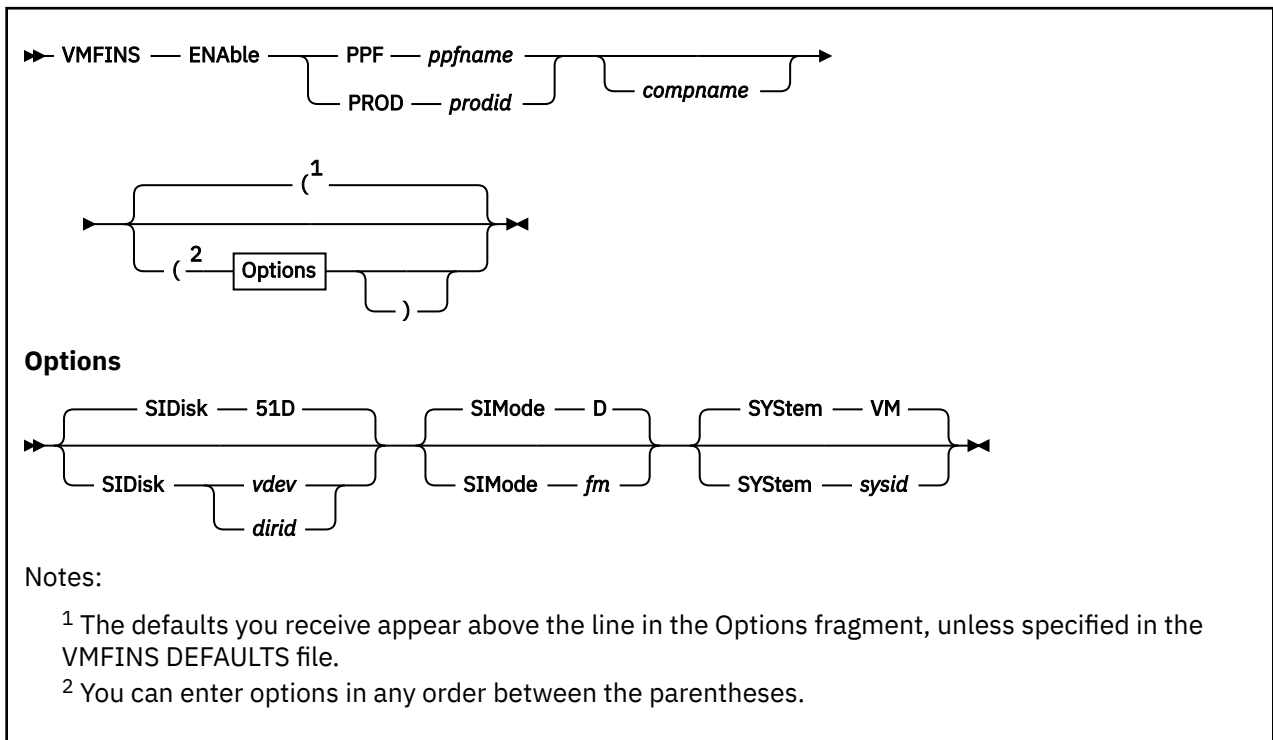 VMFINS ENAble PPF ppfname
PROD prodid compname
( 1
( 2 Options )
Options
SIDisk 51D SIMode D SYStem VM
SIDisk vdev SIMode fm SYStem sysid
dirid
Notes:
1 The defaults you receive appear above the line in the Options fragment, unless specified in the
VMFINS DEFAULTS file.
2 You can enter options in any order between the parentheses.